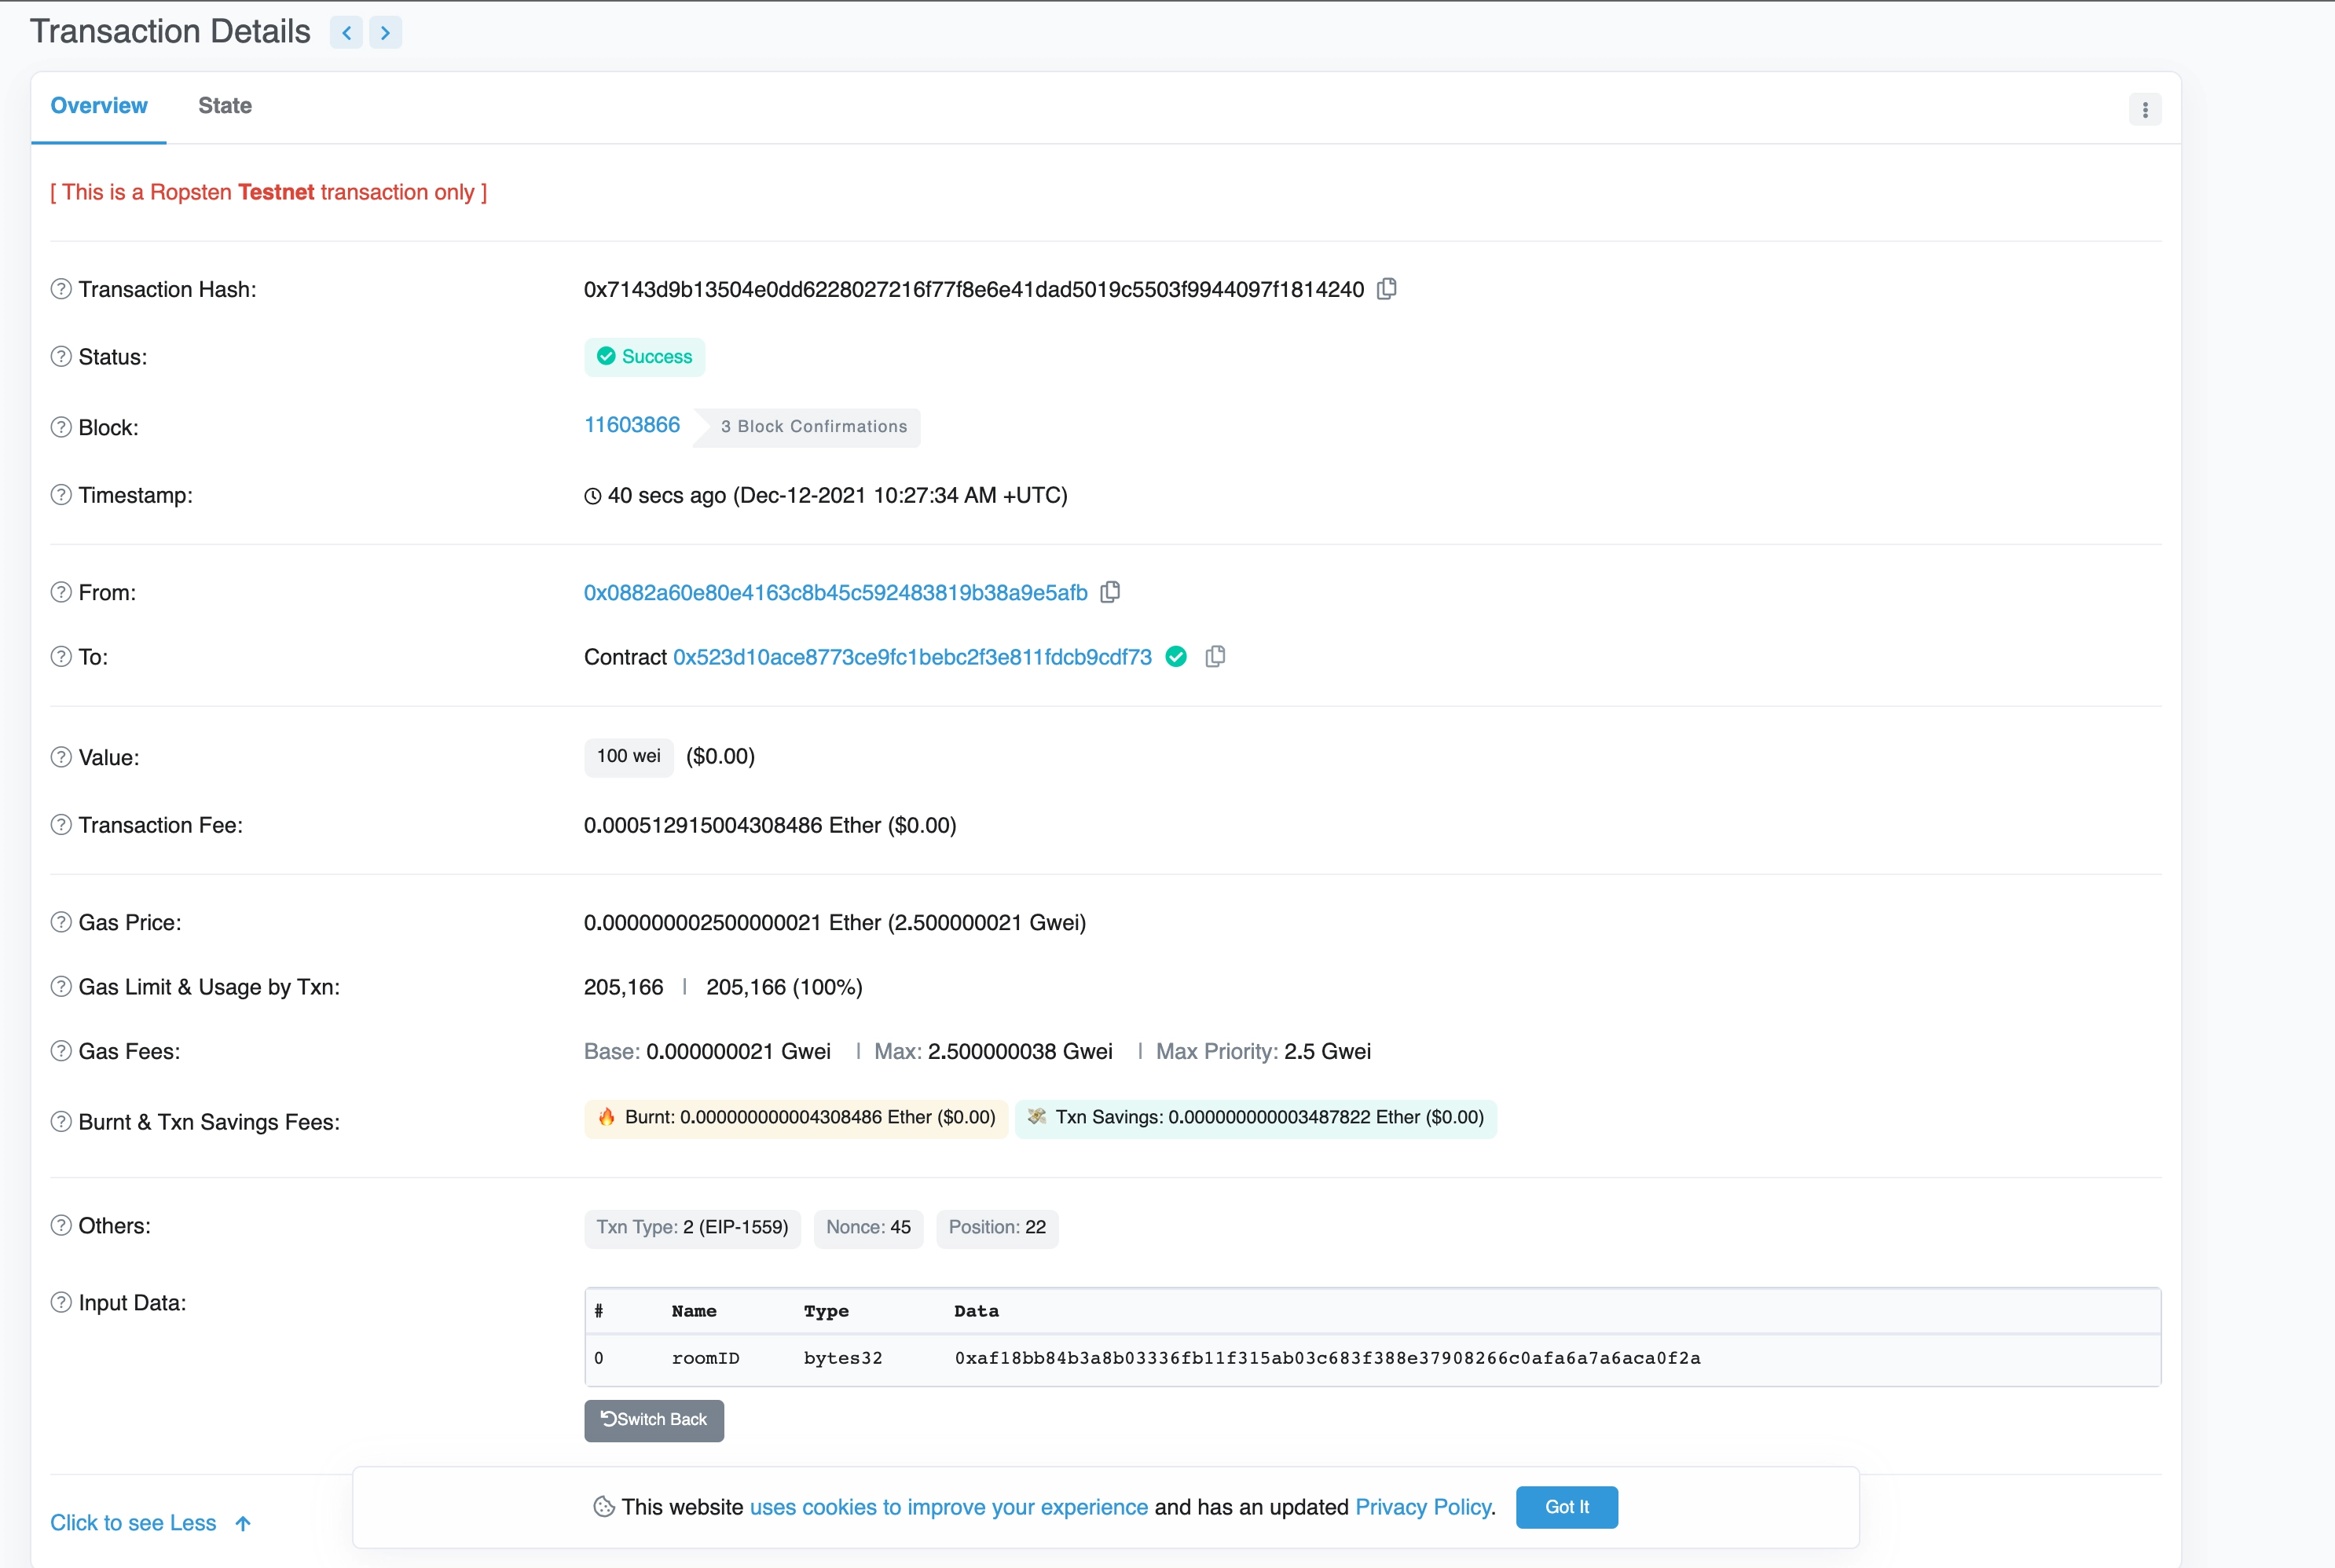 Transaction Details
Overview State
[ This is a Ropsten Testnet transaction only ]
Transaction Hash: 0x7143d9b13504e0dd6228027216f77f8e6e41dad5019c5503f9944097f1814240
Status: Success
Block: 11603866 3 Block Confirmations
Timestamp: 40 secs ago (Dec-12-2021 10:27:34 AM +UTC)
From: 0x0882a60e80e4163c8b45c592483819b38a9e5afb
To: Contract 0x523d10ace8773ce9fc1bebc2f3e811fdcb9cdf73
Value: 100 wei ($0.00)
Transaction Fee: 0.000512915004308486 Ether ($0.00)
Gas Price: 0.000000002500000021 Ether (2.500000021 Gwei)
Gas Limit & Usage by Txn: 205,166 | 205,166 (100%)
Gas Fees: Base: 0.000000021 Gwei | Max: 2.500000038 Gwei | Max Priority: 2.5 Gwei
Burnt & Txn Savings Fees: Burnt: 0.000000000004308486 Ether ($0.00) Txn Savings: 0.000000000003487822 Ether ($0.00)
Others: Txn Type: 2 (EIP-1559) Nonce: 45 Position: 22
Input Data:
# Name Type Data
0 roomID bytes32 0xaf18bb84b3a8b03336fb11f315ab03c683f388e37908266c0afa6a7a6aca0f2a
Switch Back
This website uses cookies to improve your experience and has an updated Privacy Policy. Got It
Click to see Less